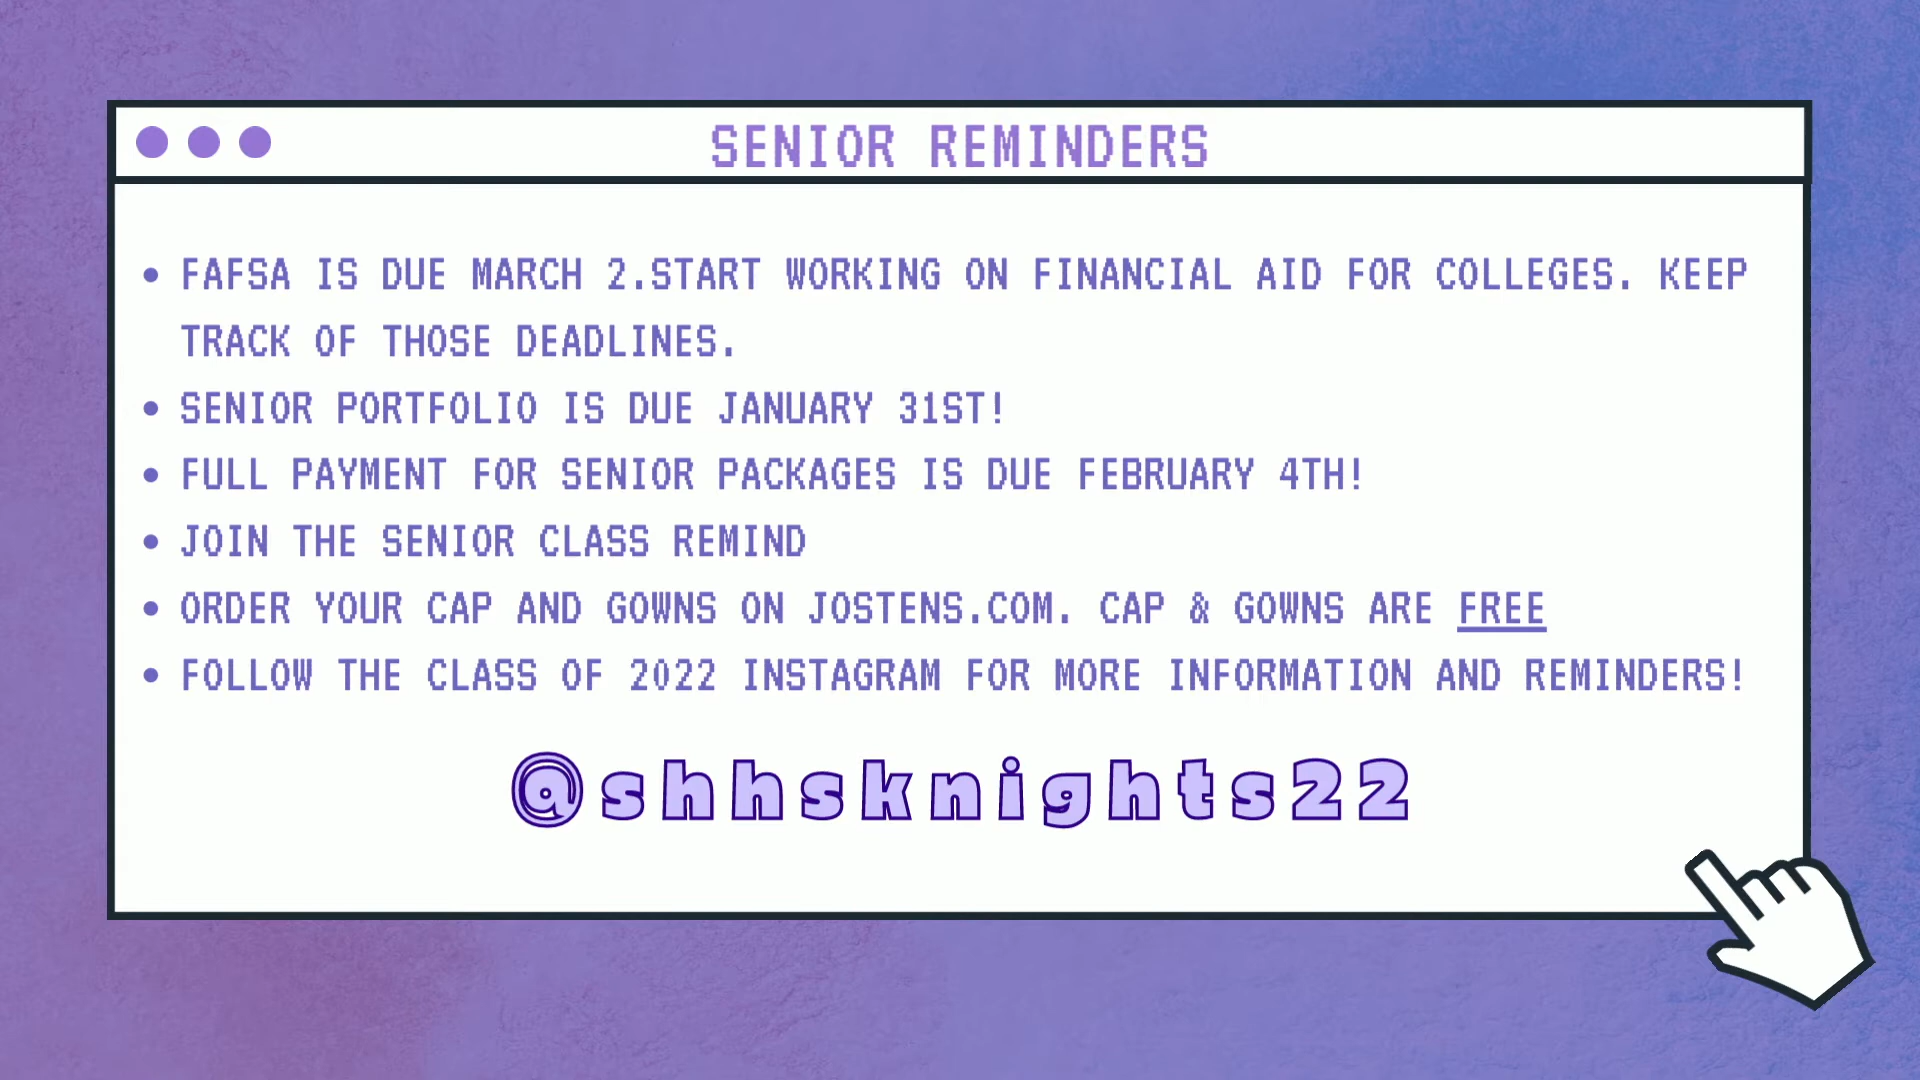 SENIOR REMINDERS
• FAFSA IS DUE MARCH 2.START WORKING ON FINANCIAL AID FOR COLLEGES. KEEP
TRACK OF THOSE DEADLINES.
• SENIOR PORTFOLIO IS DUE JANUARY 31ST!
• FULL PAYMENT FOR SENIOR PACKAGES IS DUE FEBRUARY 4TH!
• JOIN THE SENIOR CLASS REMIND
• ORDER YOUR CAP AND GOWNS ON JOSTENS.COM. CAP & GOWNS ARE FREE
• FOLLOW THE CLASS OF 2022 INSTAGRAM FOR MORE INFORMATION AND REMINDERS!
@shhsknights22